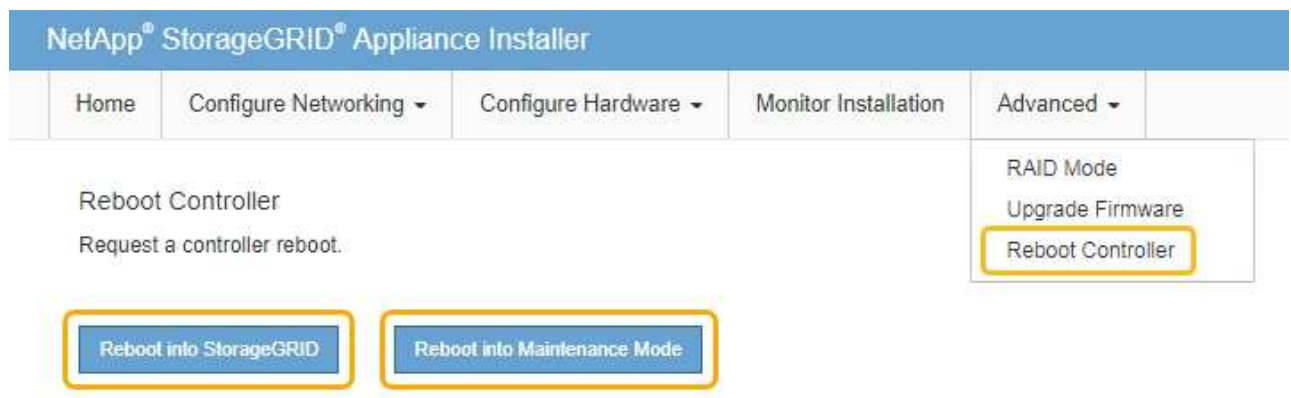 NetApp® StorageGRID® Appliance Installer
Home Configure Networking Configure Hardware Monitor Installation Advanced
RAID Mode
Upgrade Firmware
Reboot Controller
Reboot Controller
Request a controller reboot.
Reboot into StorageGRID Reboot into Maintenance Mode